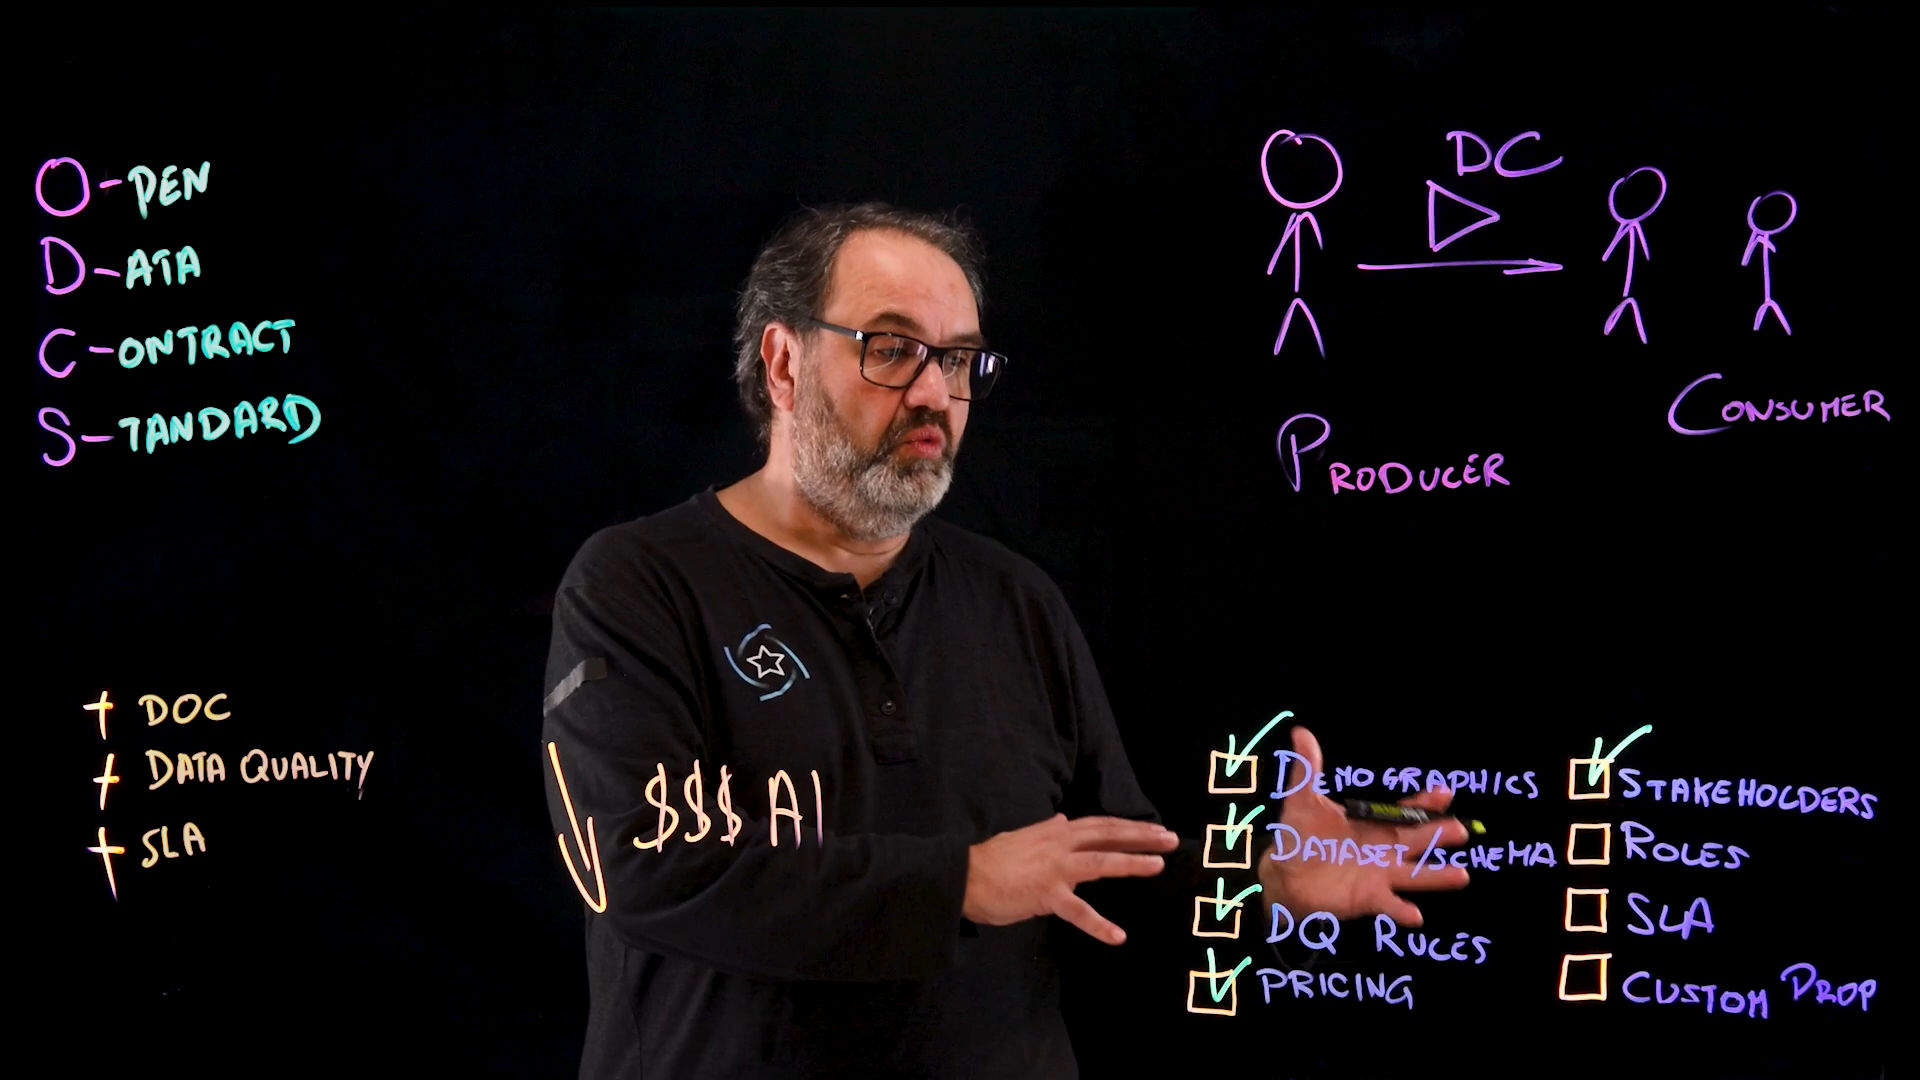 O-PEN
D-ATA
C-ONTRACT
S-TANDARD
DC
PRODUCER
CONSUMER
+ DOC
+ DATA QUALITY
+ SLA
$$$ AI
DEMOGRAPHICS
DATASET/SCHEMA
DQ RULES
PRICING
STAKEHOLDERS
ROLES
SLA
CUSTOM PROP